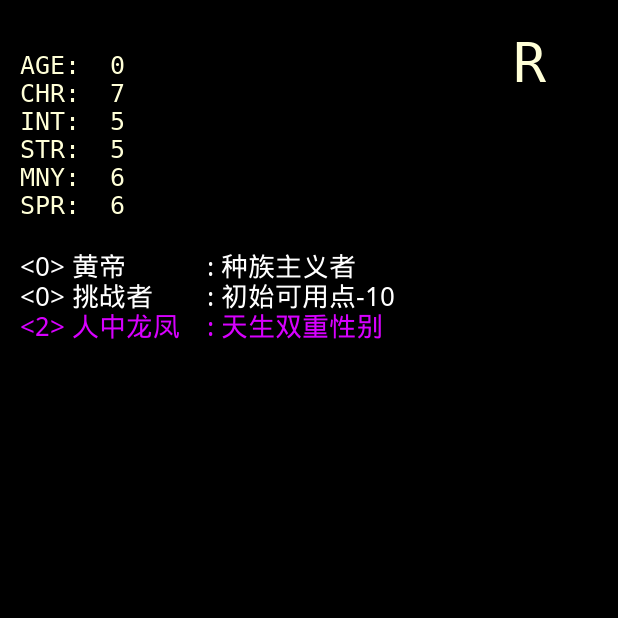 R
AGE: 0
CHR: 7
INT: 5
STR: 5
MNY: 6
SPR: 6
<0> 黄帝 : 种族主义者
<0> 挑战者 : 初始可用点-10
<2> 人中龙凤 : 天生双重性别